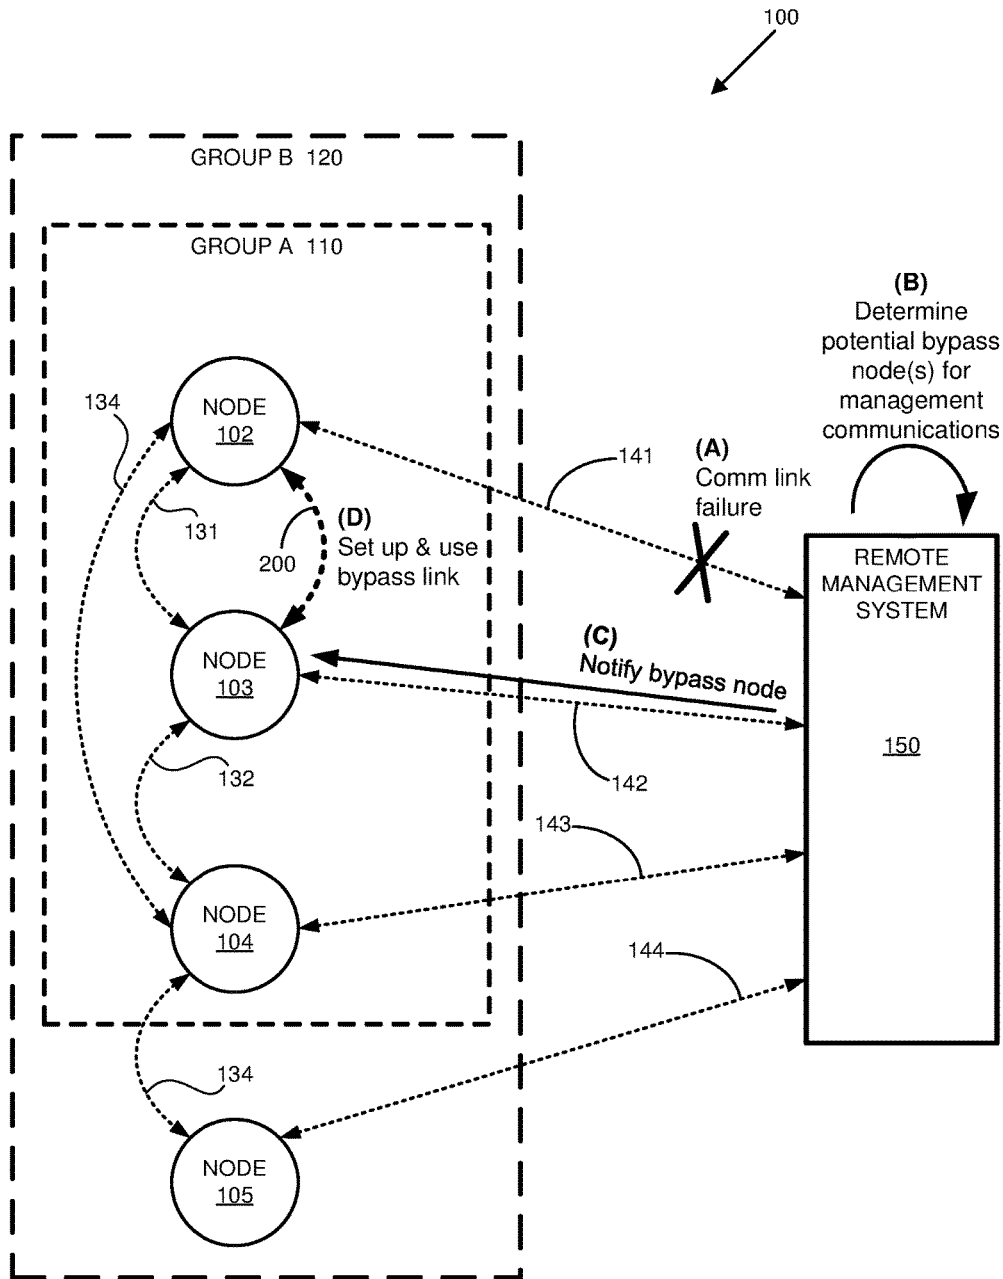 100
GROUP B 120
GROUP A 110
(B)
Determine
potential bypass
node(s) for
management
communications
134
NODE
102
141
(A)
Comm link
failure
131
200
(D)
Set up & use
bypass link
REMOTE
MANAGEMENT
SYSTEM
150
NODE
103
(C)
Notify bypass node
132
142
143
NODE
104
144
134
NODE
105